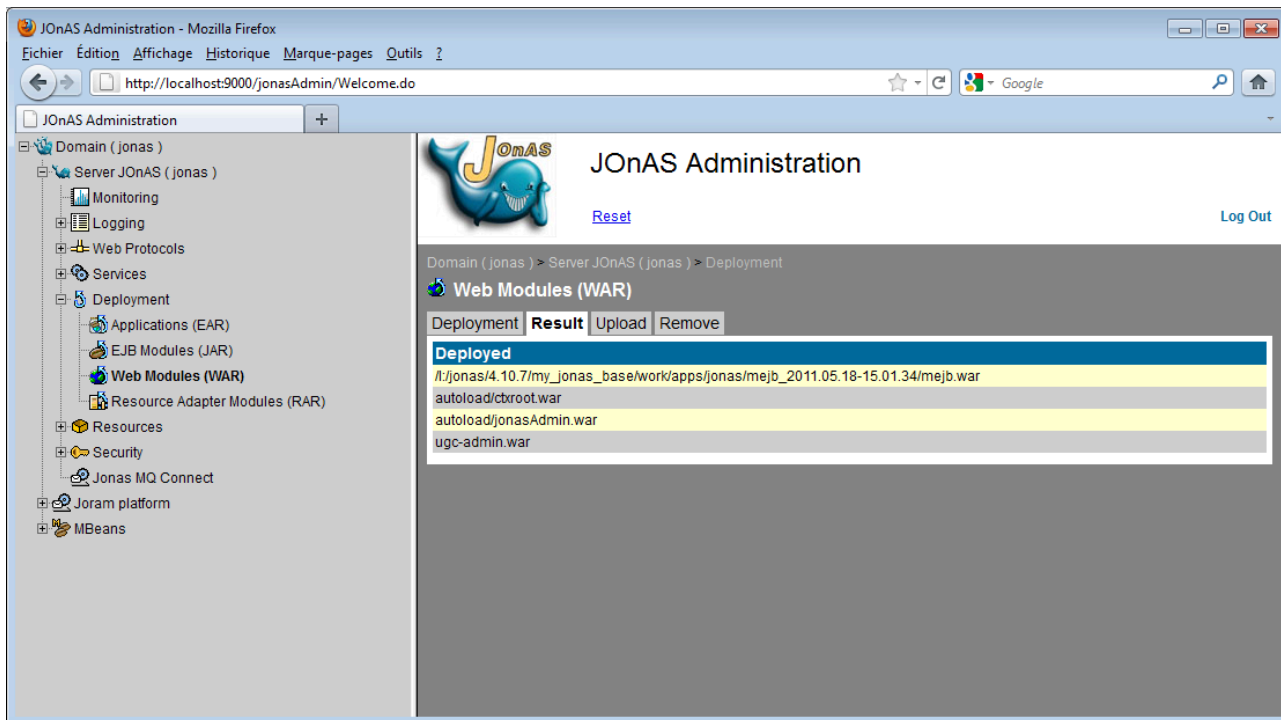 JOnAS Administration - Mozilla Firefox
Fichier Édition Affichage Historique Marque-pages Outils ?
http://localhost:9000/jonasAdmin/Welcome.do
Google
JOnAS Administration +
Domain ( jonas )
Server JOnAS ( jonas )
Monitoring
Logging
Web Protocols
Services
Deployment
Applications (EAR)
EJB Modules (JAR)
Web Modules (WAR)
Resource Adapter Modules (RAR)
Resources
Security
Jonas MQ Connect
Joram platform
MBeans
JOnAS
JOnAS Administration
Reset
Log Out
Domain ( jonas ) > Server JOnAS ( jonas ) > Deployment
Web Modules (WAR)
Deployment Result Upload Remove
Deployed
/I:/jonas/4.10.7/my_jonas_base/work/apps/jonas/mejb_2011.05.18-15.01.34/mejb.war
autoload/ctxroot.war
autoload/jonasAdmin.war
ugc-admin.war